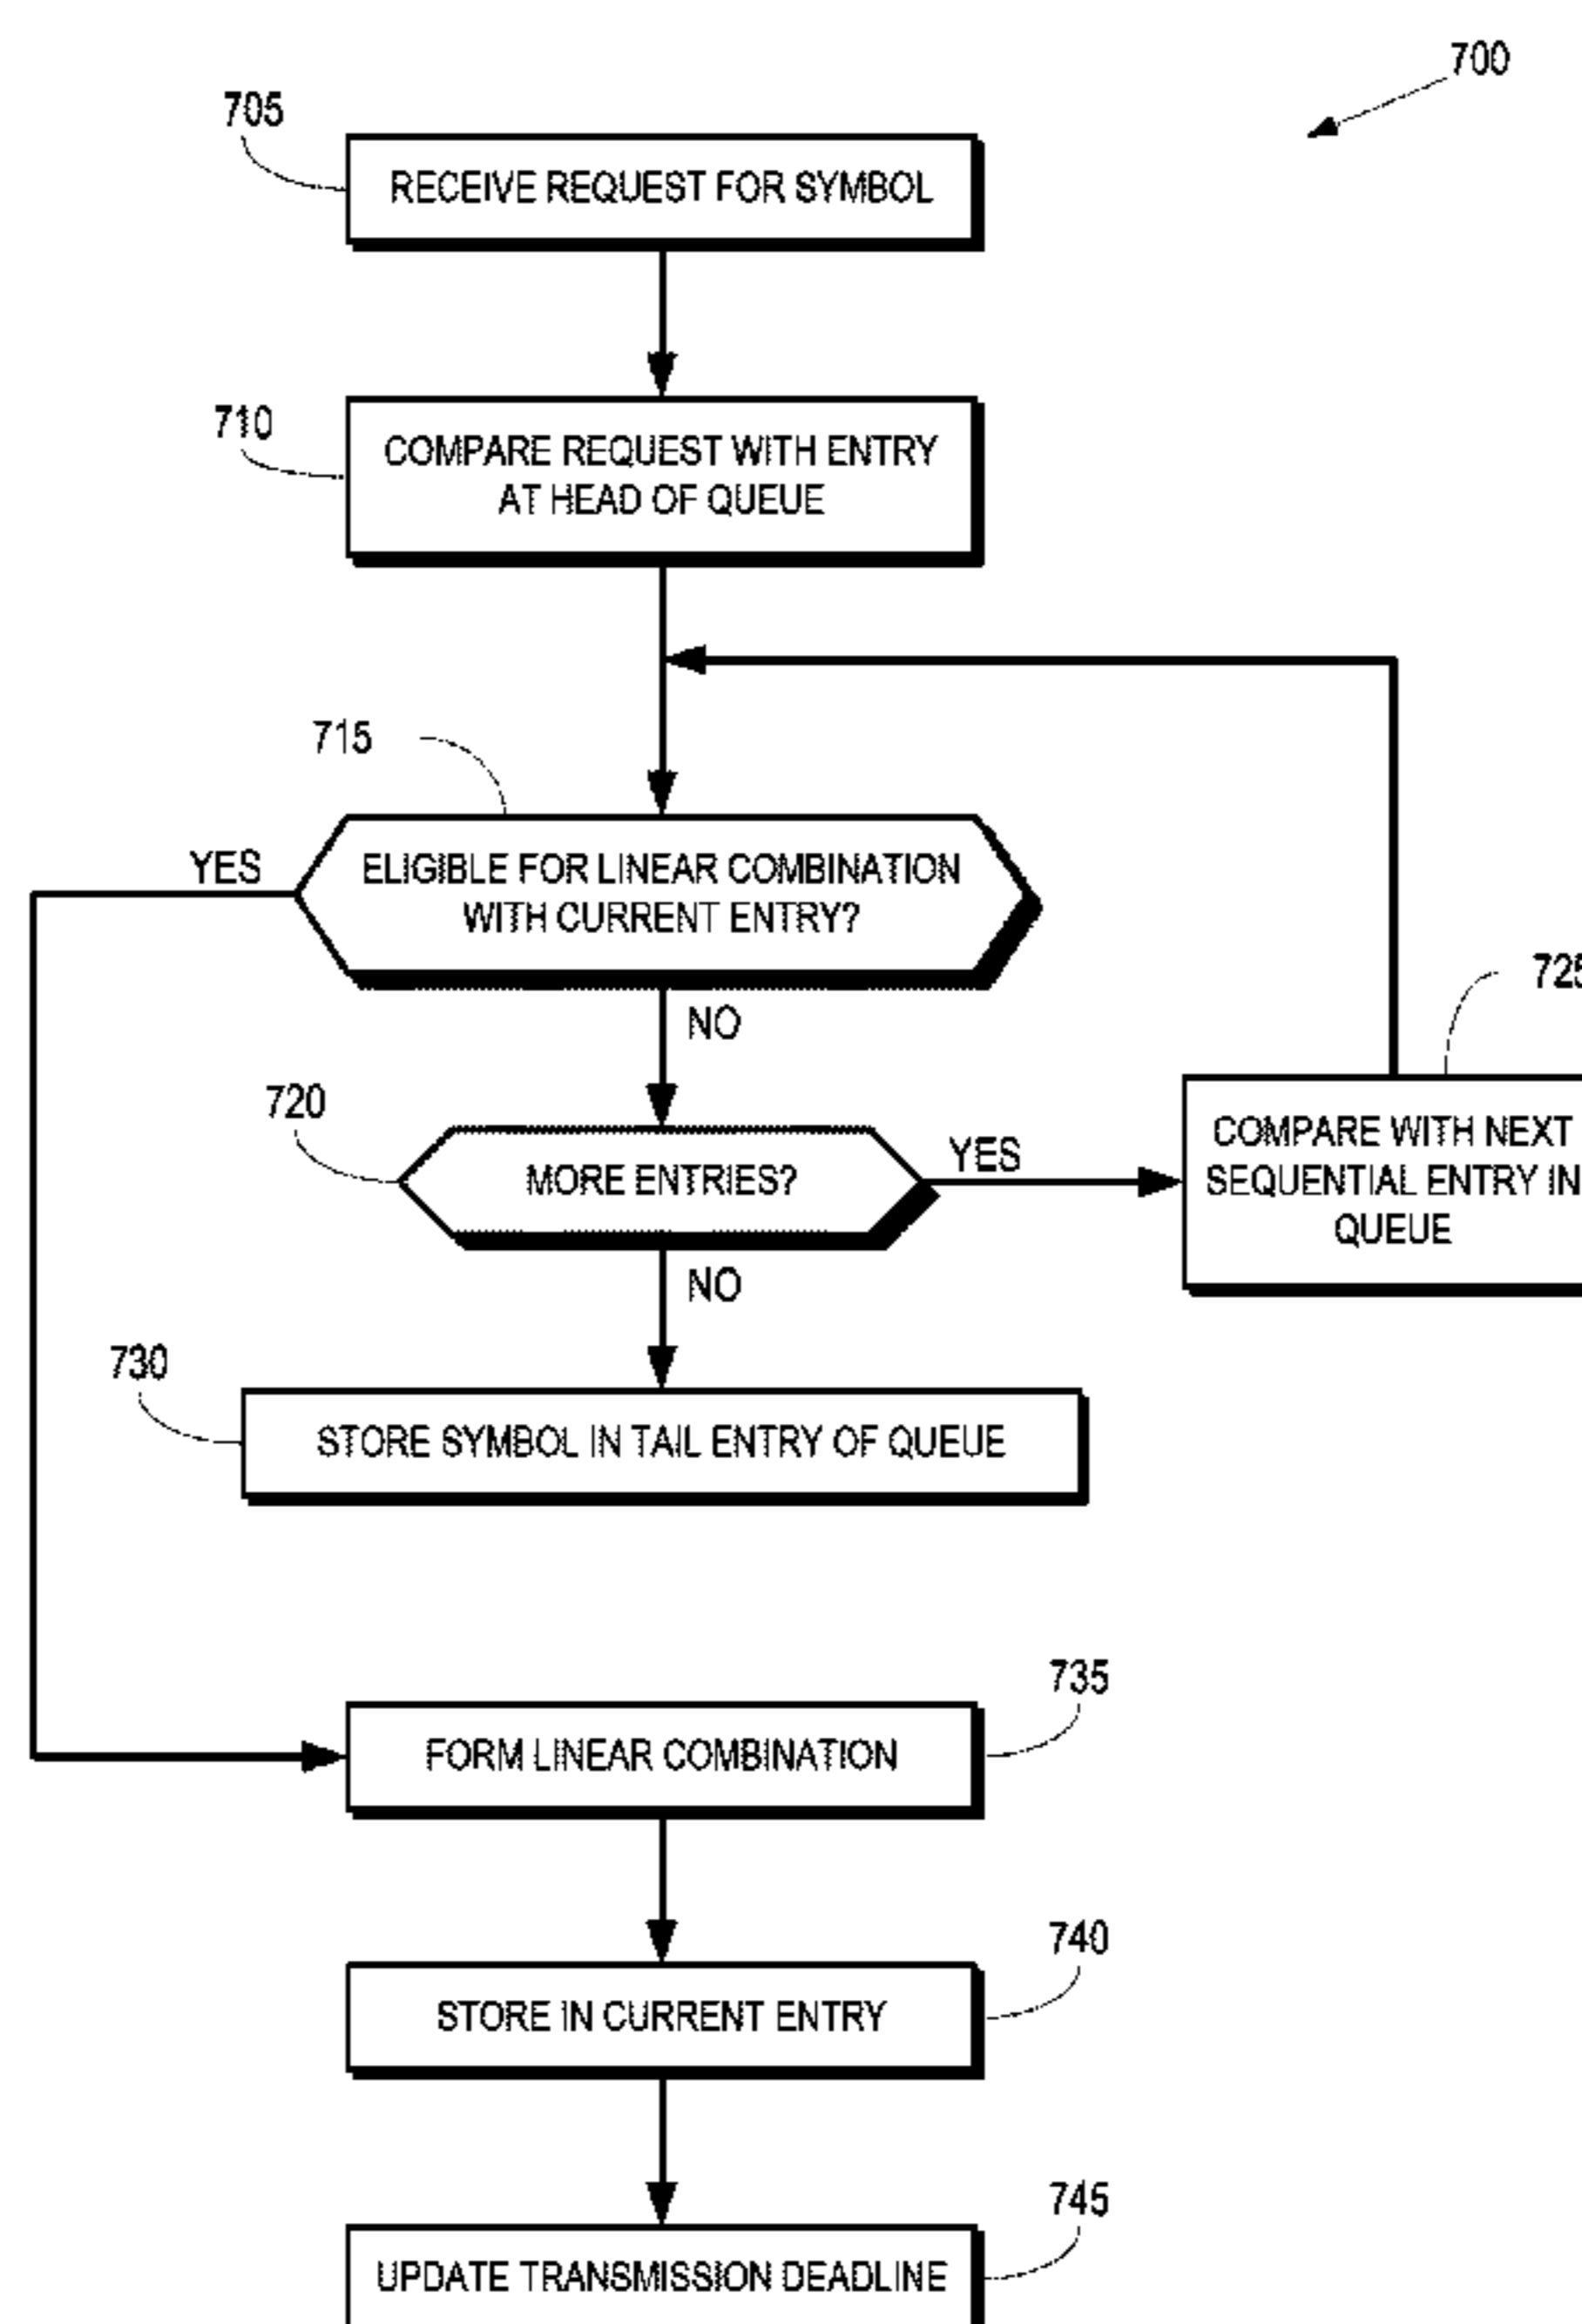 700
705
RECEIVE REQUEST FOR SYMBOL
710
COMPARE REQUEST WITH ENTRY
AT HEAD OF QUEUE
715
YES
ELIGIBLE FOR LINEAR COMBINATION
WITH CURRENT ENTRY?
NO
725
720
MORE ENTRIES?
YES
COMPARE WITH NEXT
SEQUENTIAL ENTRY IN
QUEUE
NO
730
STORE SYMBOL IN TAIL ENTRY OF QUEUE
735
FORM LINEAR COMBINATION
740
STORE IN CURRENT ENTRY
745
UPDATE TRANSMISSION DEADLINE